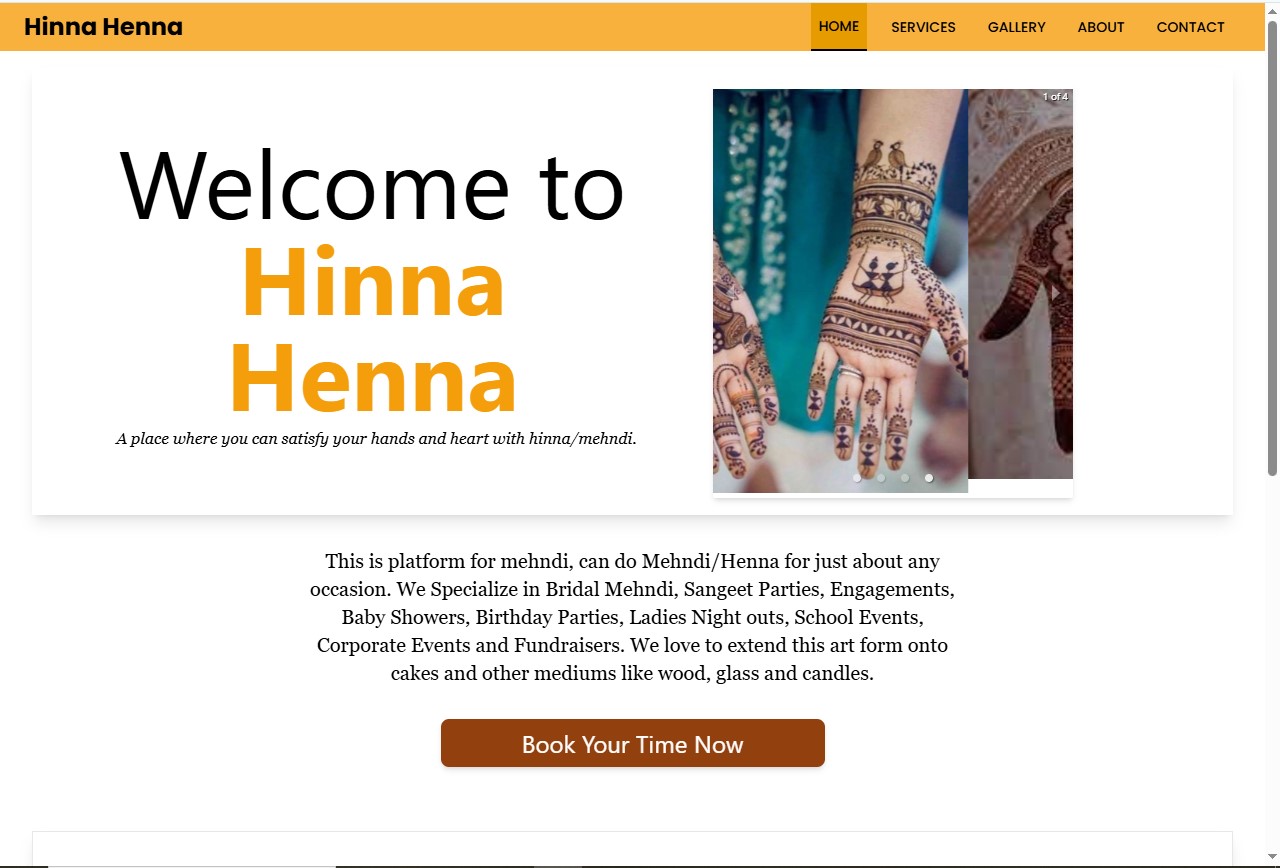 Hinna Henna
HOME SERVICES GALLERY ABOUT CONTACT
1 of 4
Welcome to
Hinna
Henna
A place where you can satisfy your hands and heart with hinna/mehndi.
This is platform for mehndi, can do Mehndi/Henna for just about any
occasion. We Specialize in Bridal Mehndi, Sangeet Parties, Engagements,
Baby Showers, Birthday Parties, Ladies Night outs, School Events,
Corporate Events and Fundraisers. We love to extend this art form onto
cakes and other mediums like wood, glass and candles.
Book Your Time Now